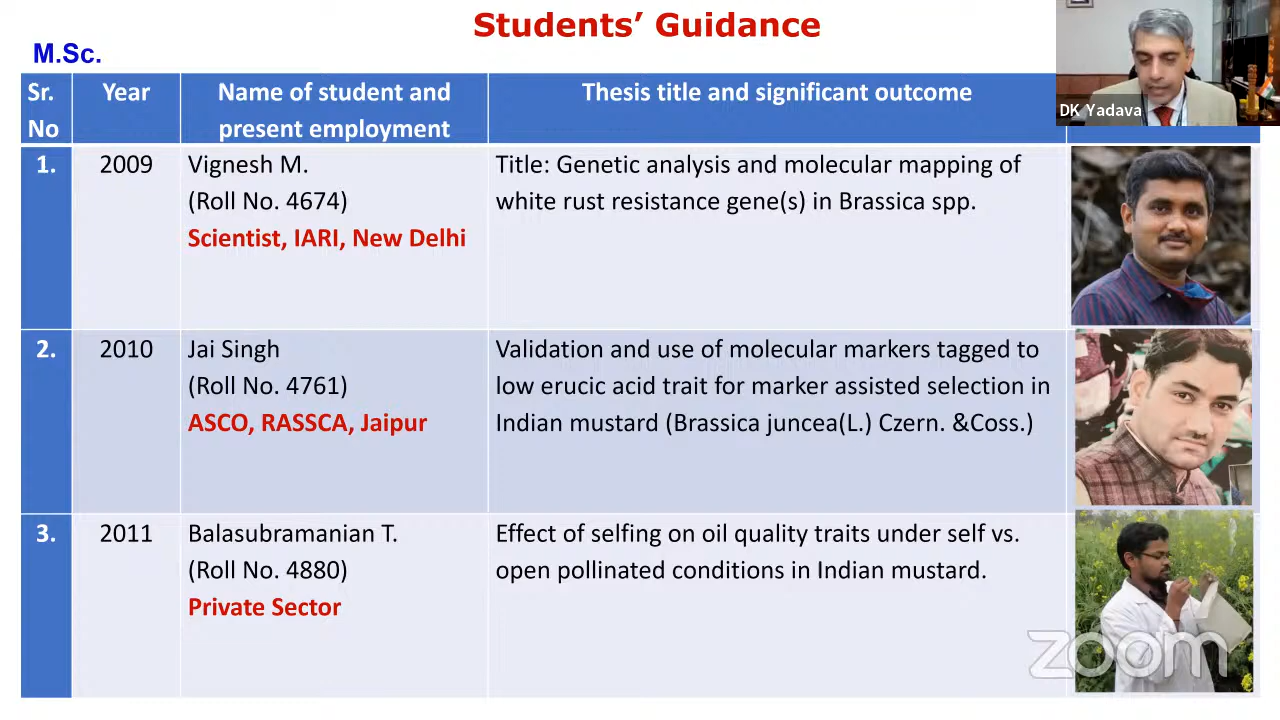 Students’ Guidance
M.Sc.
Sr. No
Year
Name of student and present employment
Thesis title and significant outcome
DK Yadava
1.
2009
Vignesh M.
(Roll No. 4674)
Scientist, IARI, New Delhi
Title: Genetic analysis and molecular mapping of
white rust resistance gene(s) in Brassica spp.
2.
2010
Jai Singh
(Roll No. 4761)
ASCO, RASSCA, Jaipur
Validation and use of molecular markers tagged to
low erucic acid trait for marker assisted selection in
Indian mustard (Brassica juncea(L.) Czern. &Coss.)
3.
2011
Balasubramanian T.
(Roll No. 4880)
Private Sector
Effect of selfing on oil quality traits under self vs.
open pollinated conditions in Indian mustard.
zoom